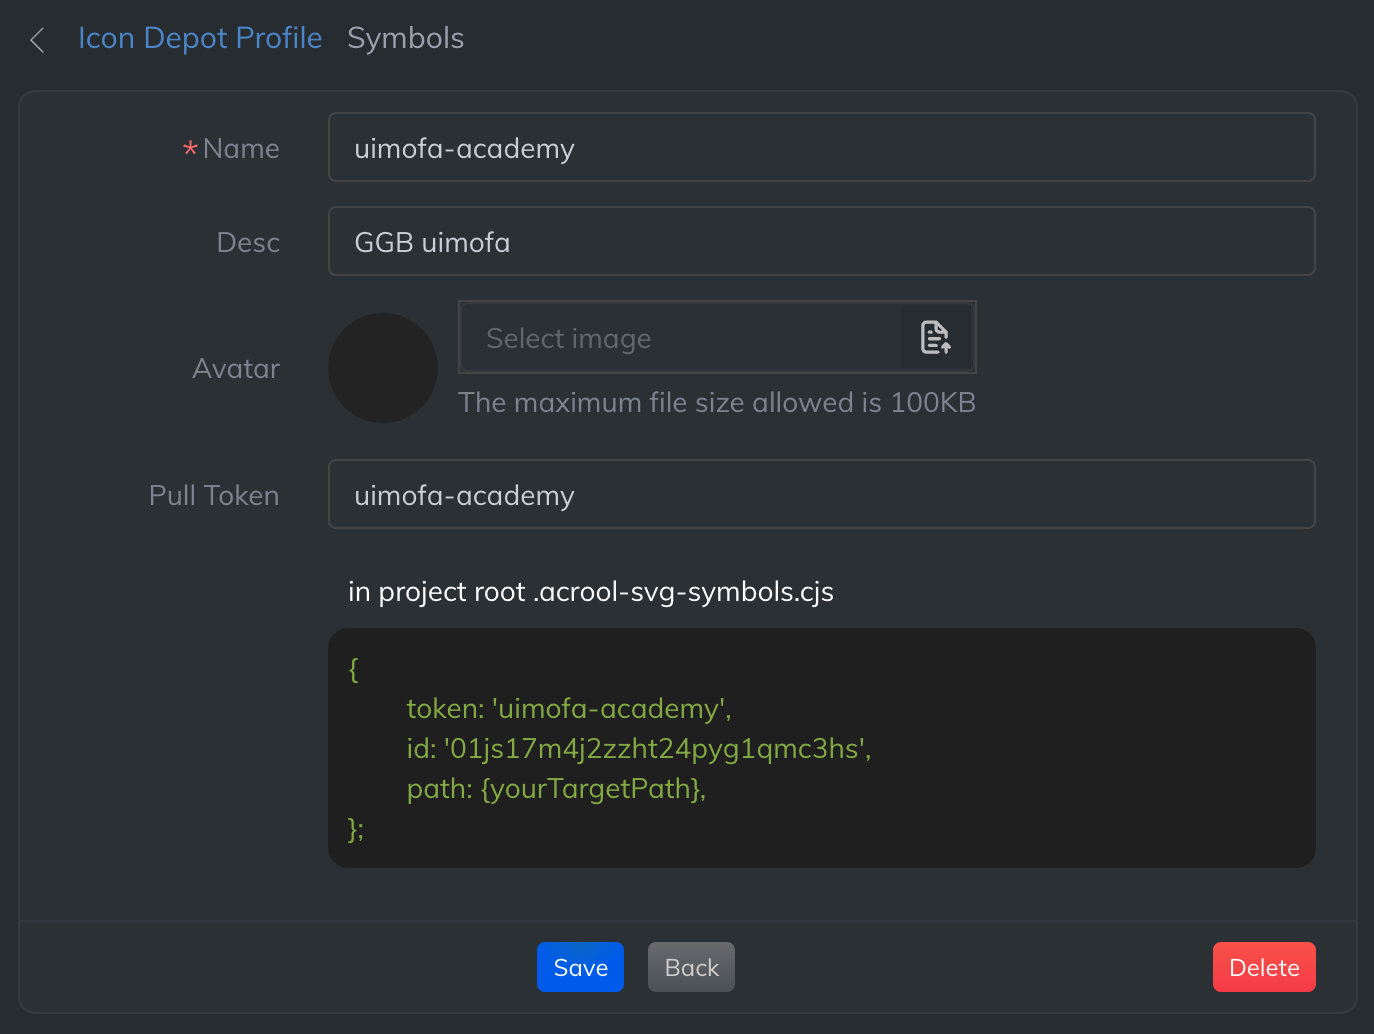 Icon Depot Profile Symbols
*Name uimofa-academy
Desc GGB uimofa
Select image
Avatar
The maximum file size allowed is 100KB
Pull Token uimofa-academy
in project root .acrool-svg-symbols.cjs
{
token: 'uimofa-academy',
id: '01js17m4j2zzht24pyg1qmc3hs',
path: {yourTargetPath},
};
Save Back Delete